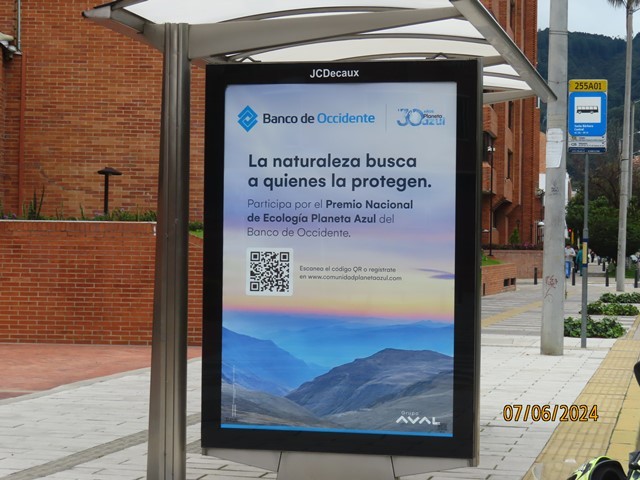 JCDecaux
255A01
Banco de Occidente
30 años
Planeta
azul
La naturaleza busca
a quienes la protegen.
Participa por el Premio Nacional
de Ecología Planeta Azul del
Banco de Occidente.
Escanea el código QR o regístrate
en www.comunidadplanetaazul.com
Grupo
AVAL
07/06/2024